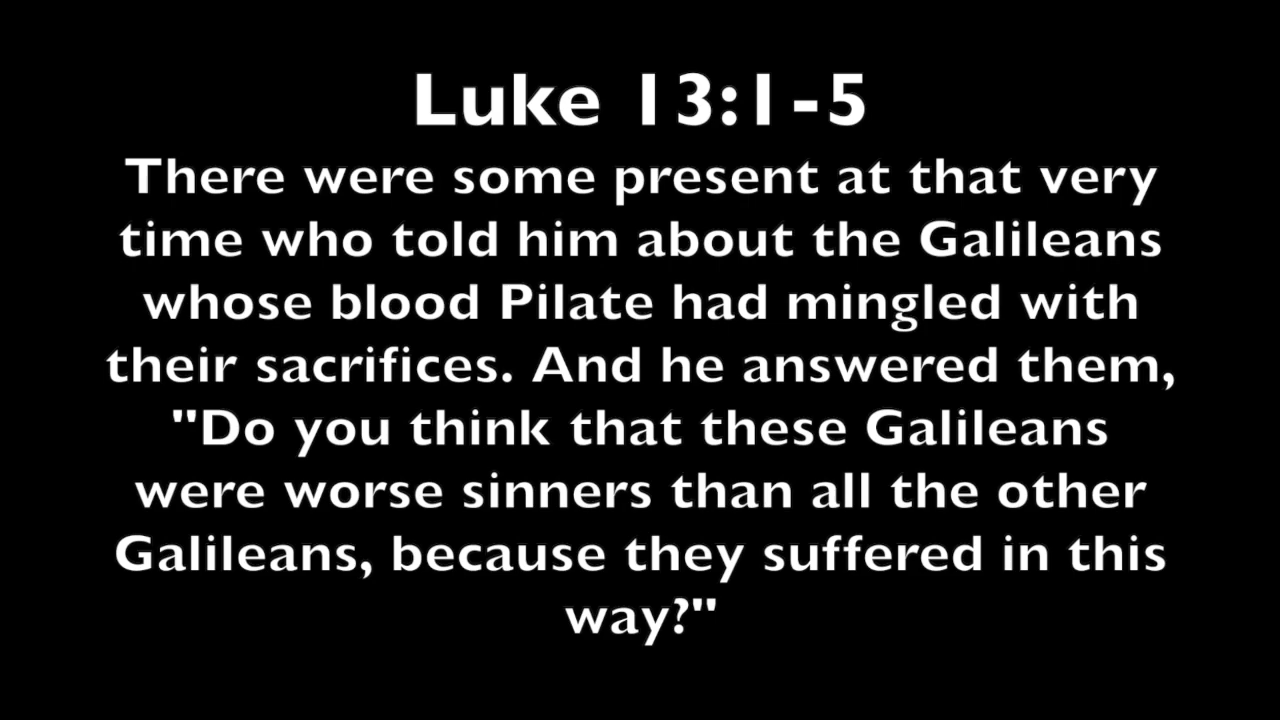 Luke 13:1-5
There were some present at that very
time who told him about the Galileans
whose blood Pilate had mingled with
their sacrifices. And he answered them,
"Do you think that these Galileans
were worse sinners than all the other
Galileans, because they suffered in this
way?"